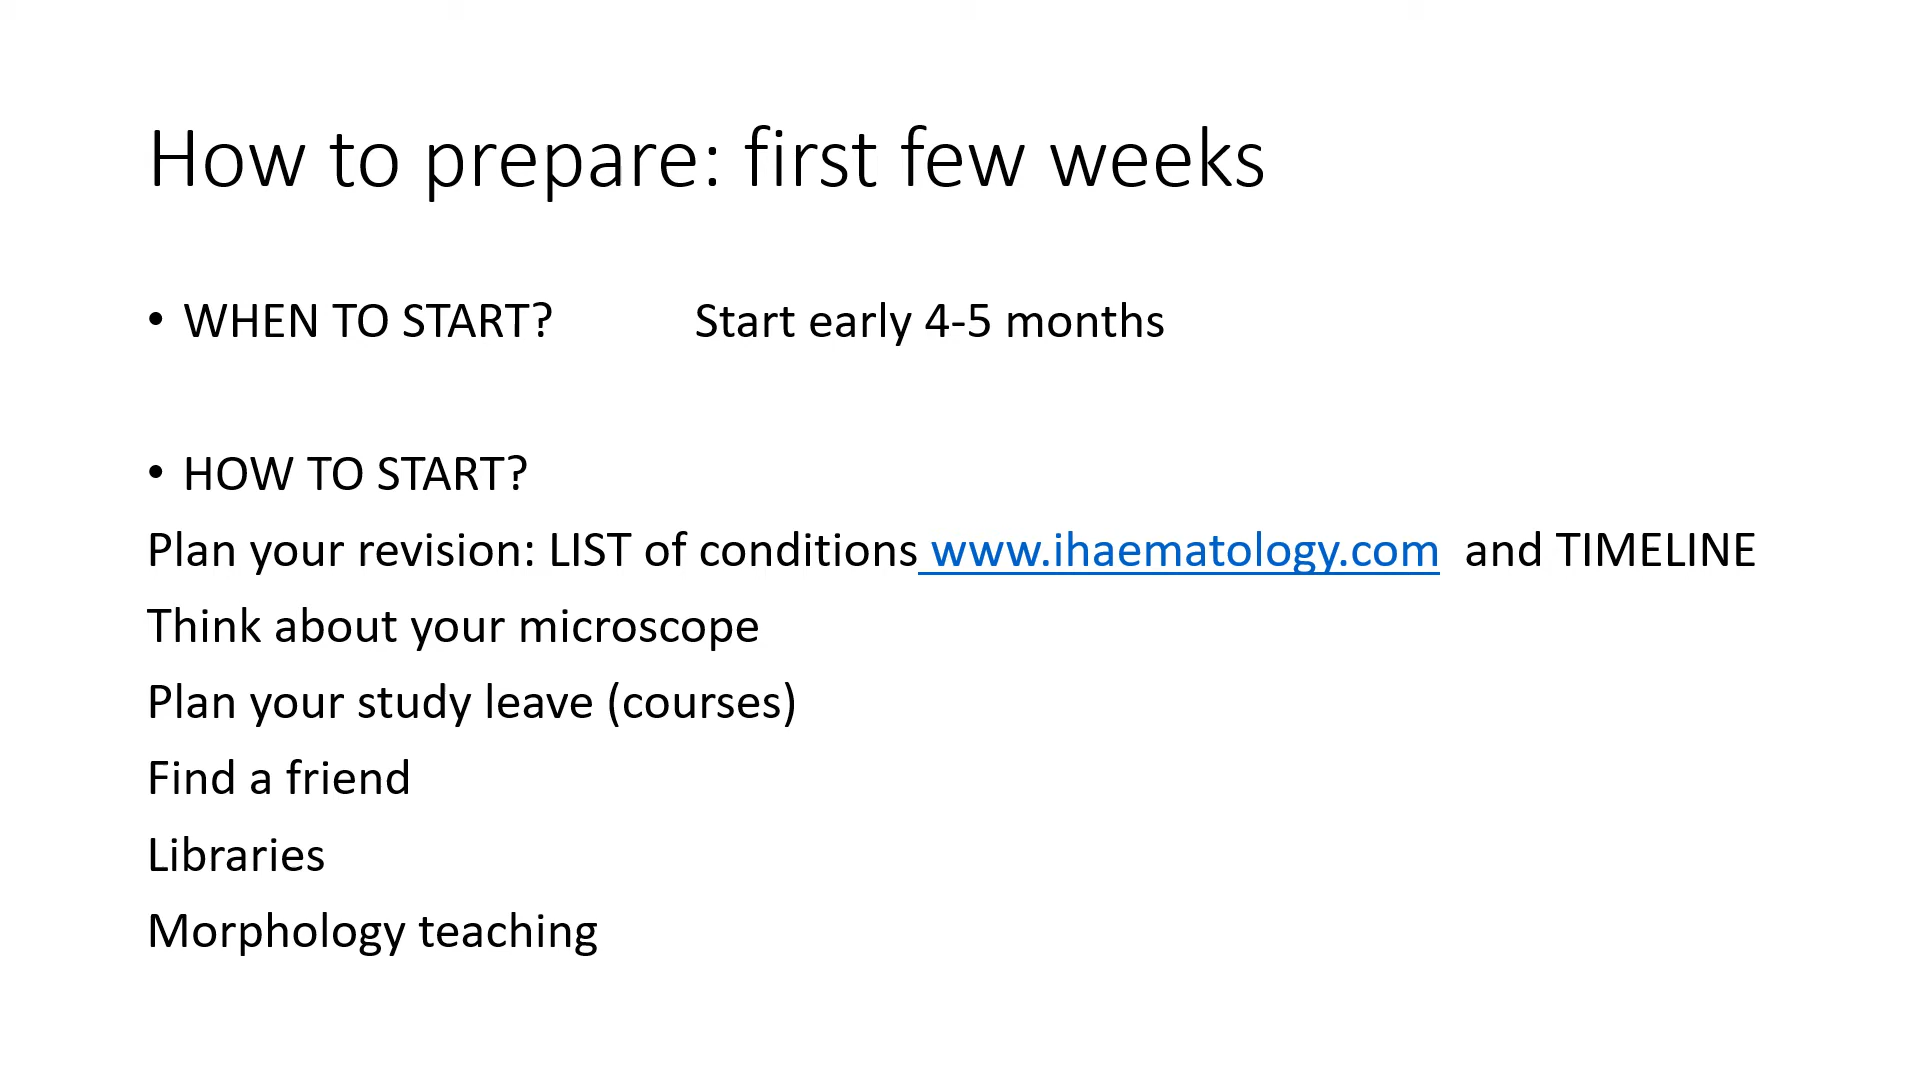 How to prepare: first few weeks
• WHEN TO START? Start early 4-5 months
• HOW TO START?
Plan your revision: LIST of conditions www.ihaematology.com and TIMELINE
Think about your microscope
Plan your study leave (courses)
Find a friend
Libraries
Morphology teaching